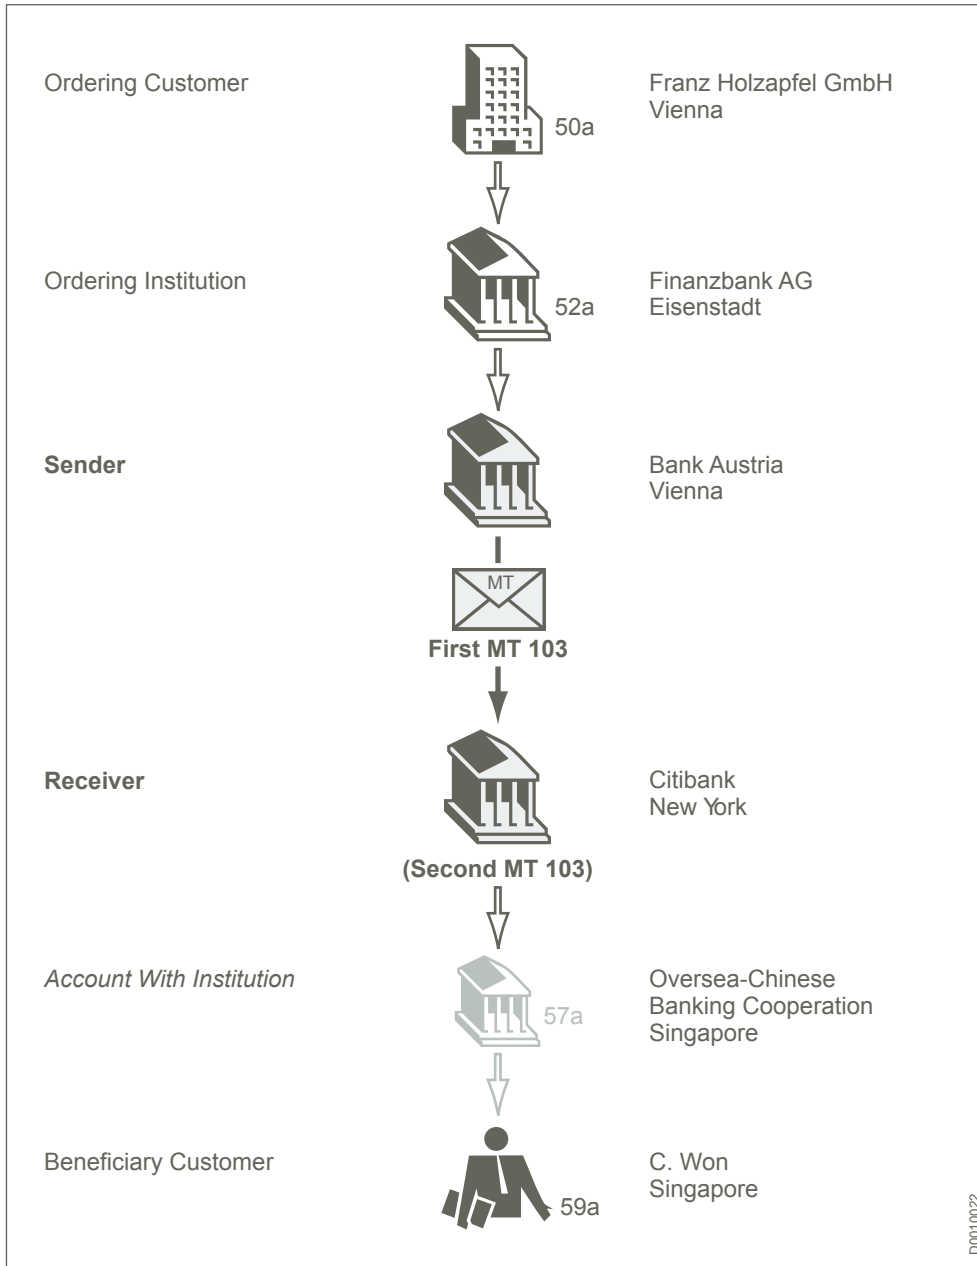 Ordering Customer
50a
Franz Holzapfel GmbH
Vienna
Ordering Institution
52a
Finanzbank AG
Eisenstadt
Sender
Bank Austria
Vienna
MT
First MT 103
Receiver
Citibank
New York
(Second MT 103)
Account With Institution
57a
Oversea-Chinese
Banking Cooperation
Singapore
Beneficiary Customer
59a
C. Won
Singapore
D0010022